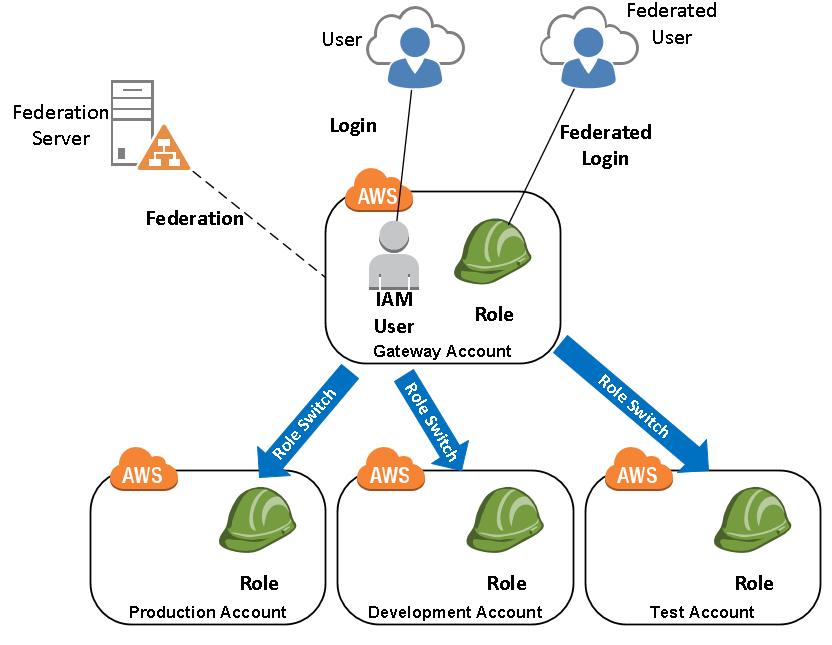 User
Federated
User
Federation
Server
Login
Federated
Login
Federation
AWS
IAM
User
Role
Gateway Account
Role Switch
Role Switch
Role Switch
AWS
AWS
AWS
Role
Role
Role
Production Account
Development Account
Test Account